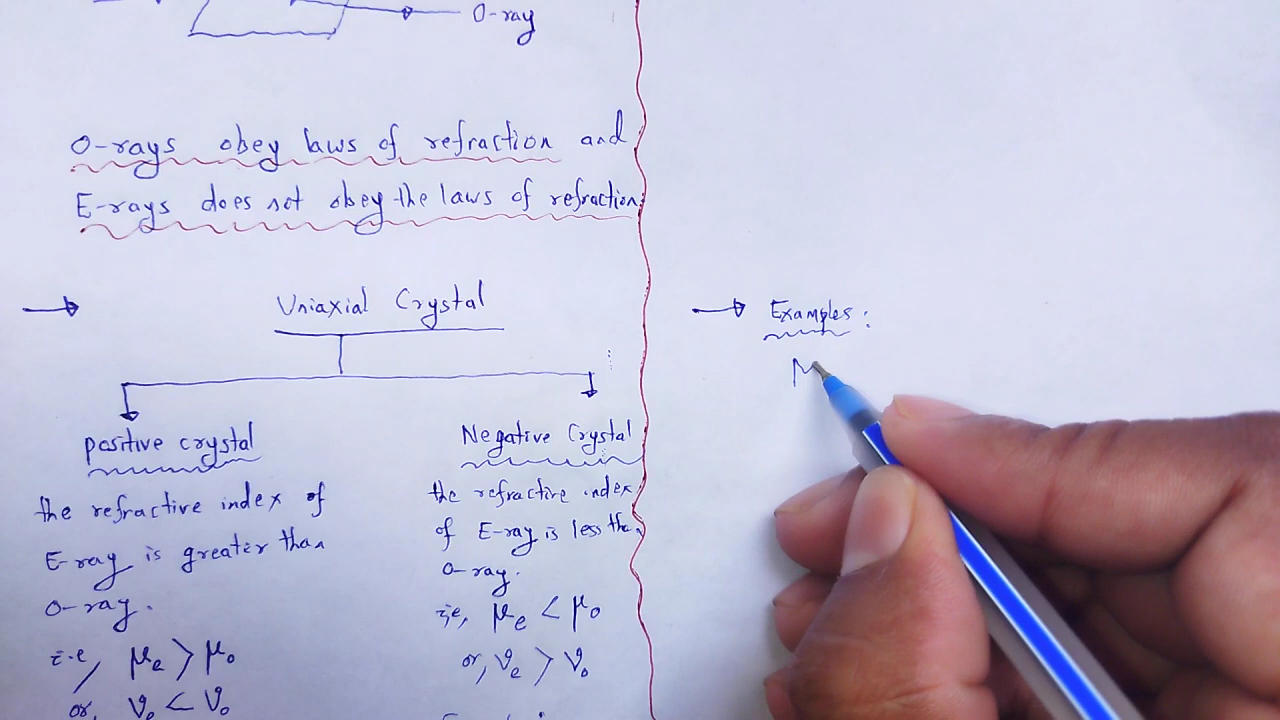 O-ray
O-rays obey laws of refraction and
E-rays does not obey the laws of refraction
Uniaxial Crystal
positive crystal
the refractive index of
E-ray is greater than
O-ray.
i.e, μe > μo
or, Vo < Vo
Negative Crystal
the refractive index
of E-ray is less than
O-ray.
i,e, μe < μo
or, Ve > Vo
Examples: